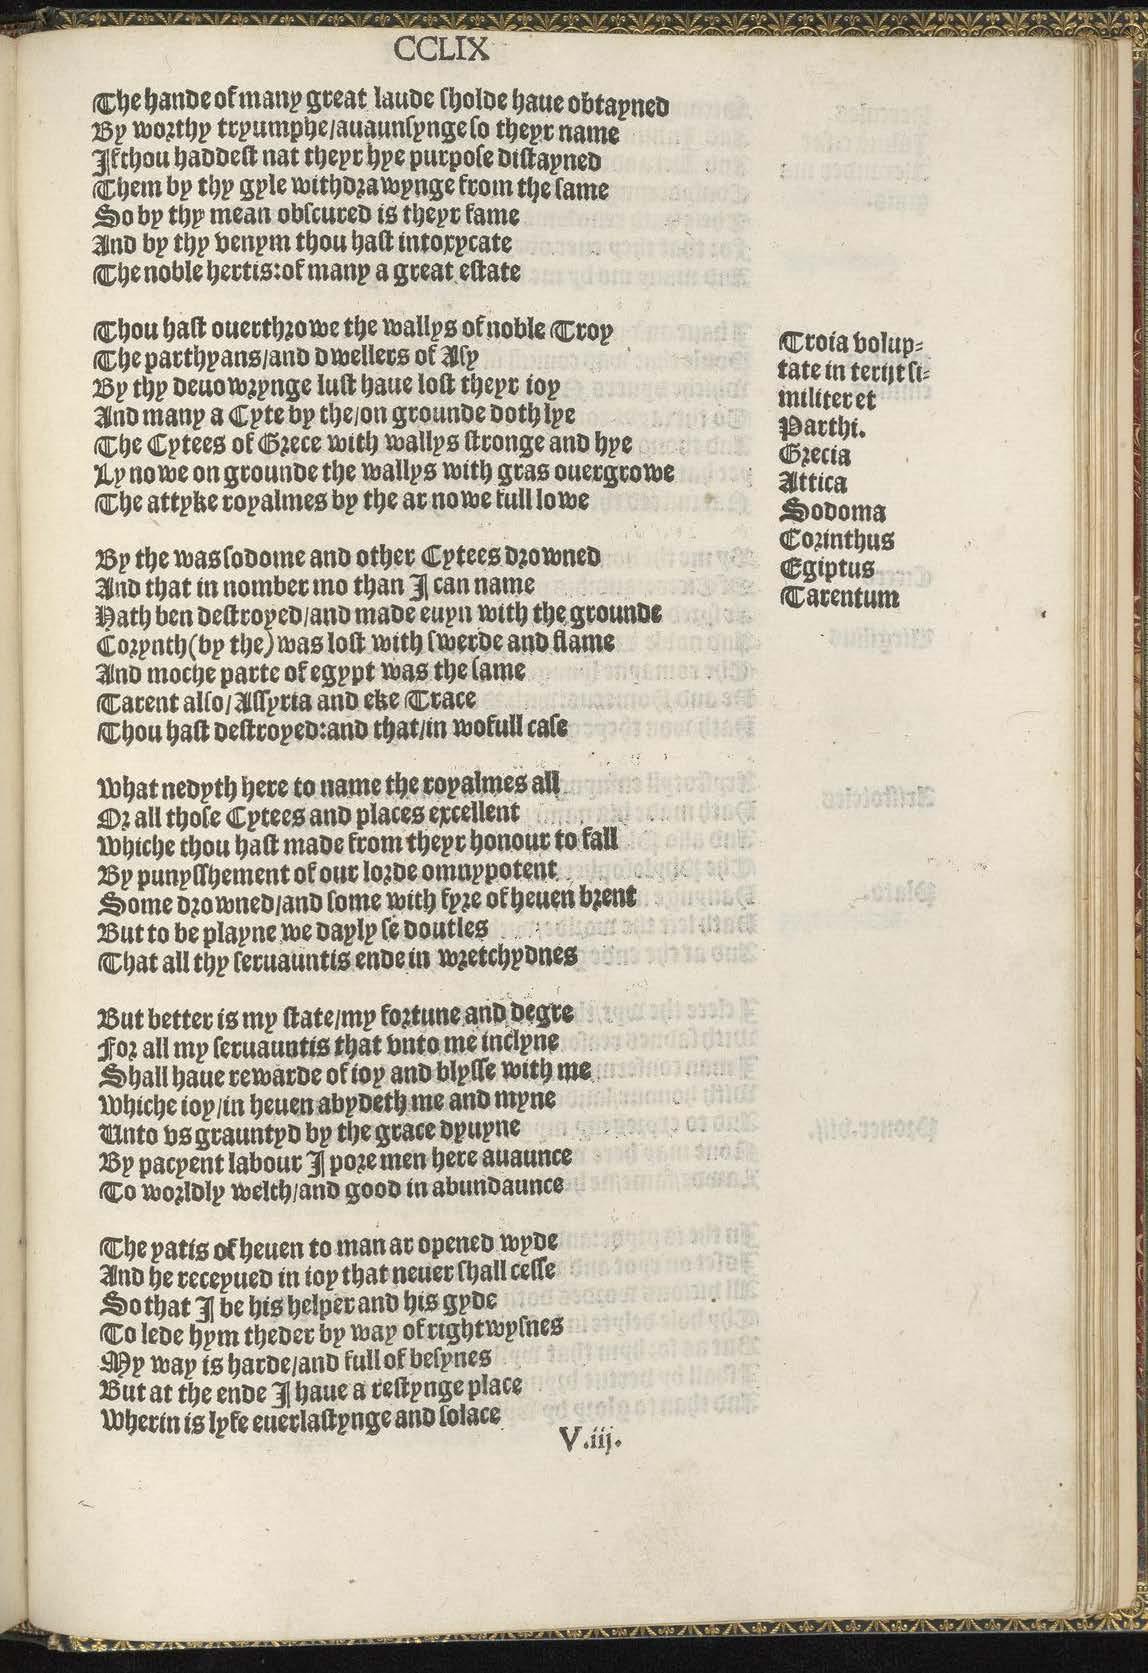 CCLIX
The hande of many great laude sholde haue obtayned
By worthy tryumphe/auaunsynge so theyr name
If thou haddest nat theyr hye purpose distayned
Them by thy gyle withdrawynge from the same
So by thy mean obscured is theyr fame
And by thy venym thou hast intoxycate
The noble hertis:of many a great estate
Thou hast ouerthrowe the wallys of noble Troy
The parthyans/and dwellers of Asy
By thy deuowrynge lust haue lost theyr ioy
And many a Cyte by the/on grounde doth lye
The Cytees of Grece with wallys stronge and hye
Ly nowe on grounde the wallys with gras ouergrowe
The attyke royalmes by the ar nowe full lowe
By the was sodome and other Cytees drowned
And that in nomber mo than I can name
Hath ben destroyed/and made euyn with the grounde
Corynth (by the) was lost with swerde and flame
And moche parte of egypt was the same
Tarent also/Assyria and eke Trace
Thou hast destroyed:and that/in wofull case
What nedyth here to name the royalmes all
Or all those Cytees and places excellent
Whiche thou hast made from theyr honour to fall
By punysshement of our lorde omnypotent
Some drowned/and some with fyre of heuen brent
But to be playne we dayly se doutles
That all thy seruauntis ende in wretchydnes
But better is my state/my fortune and degre
For all my seruauntis that vnto me inclyne
Shall haue rewarde of ioy and blysse with me
Whiche ioy/in heuen abydeth me and myne
Unto vs grauntyd by the grace dyuyne
By pacyent labour I pore men here auaunce
To worldly welth/and good in abundaunce
The yatis of heuen to man ar opened wyde
And he receyued in ioy that neuer shall cesse
So that I be his helper and his gyde
To lede hym theder by way of rightwysnes
My way is harde/and full of besynes
But at the ende I haue a restynge place
Wherin is lyfe euerlastynge and solace
V.iij.
Troia volup⸗
tate in terijt si⸗
militer et
Parthi.
Grecia
Attica
Sodoma
Corinthus
Egiptus
Tarentum